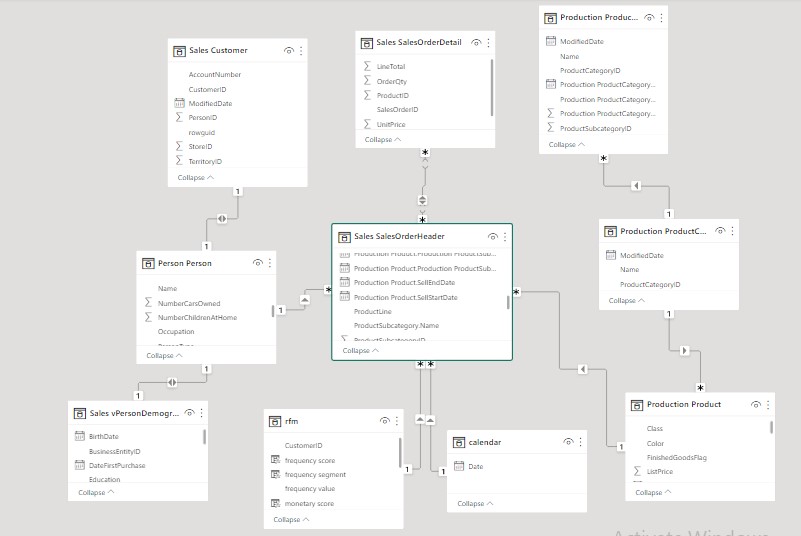 Sales Customer
AccountNumber
CustomerID
ModifiedDate
PersonID
rowguid
StoreID
TerritoryID
Collapse
Sales SalesOrderDetail
LineTotal
OrderQty
ProductID
SalesOrderID
UnitPrice
Collapse
Production Produc...
ModifiedDate
Name
ProductCategoryID
Production ProductCategory...
Production ProductCategory...
Production ProductCategory...
ProductSubcategoryID
Collapse
Person Person
Name
NumberCarsOwned
NumberChildrenAtHome
Occupation
Collapse
Sales SalesOrderHeader
Production Product.Production ProductSub...
Production Product.Production ProductSub...
Production Product.SellEndDate
Production Product.SellStartDate
ProductLine
ProductSubcategory.Name
ProductSubcategoryID
Collapse
Production ProductC...
ModifiedDate
Name
ProductCategoryID
Collapse
Sales vPersonDemogr...
BirthDate
BusinessEntityID
DateFirstPurchase
Education
Collapse
rfm
CustomerID
frequency score
frequency segment
frequency value
monetary score
Collapse
calendar
Date
Collapse
Production Product
Class
Color
FinishedGoodsFlag
ListPrice
Collapse
1
1
1
1
1
*
*
*
*
*
*
1
1
*
1
1
*
1
1
Activate Windows